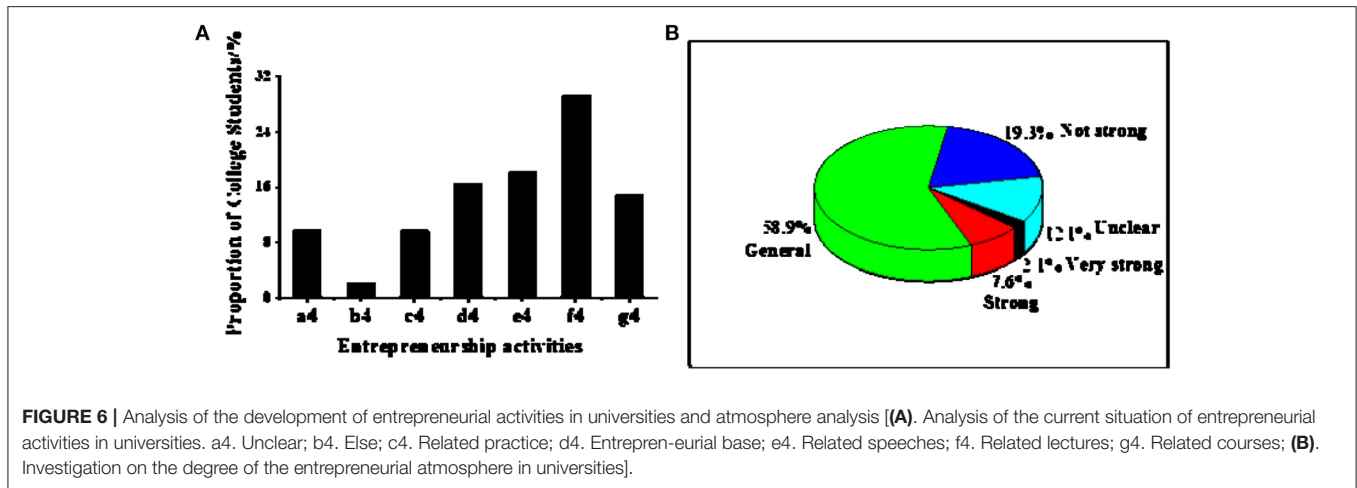 A
B
Proportion of College Students/%
32
24
16
8
0
a4 b4 c4 d4 e4 f4 g4
Entrepreneurship activities
19.3% Not strong
12.1% Unclear
2.1% Very strong
7.6%
Strong
58.9%
General
FIGURE 6 | Analysis of the development of entrepreneurial activities in universities and atmosphere analysis [(A). Analysis of the current situation of entrepreneurial
activities in universities. a4. Unclear; b4. Else; c4. Related practice; d4. Entrepren-eurial base; e4. Related speeches; f4. Related lectures; g4. Related courses; (B).
Investigation on the degree of the entrepreneurial atmosphere in universities].